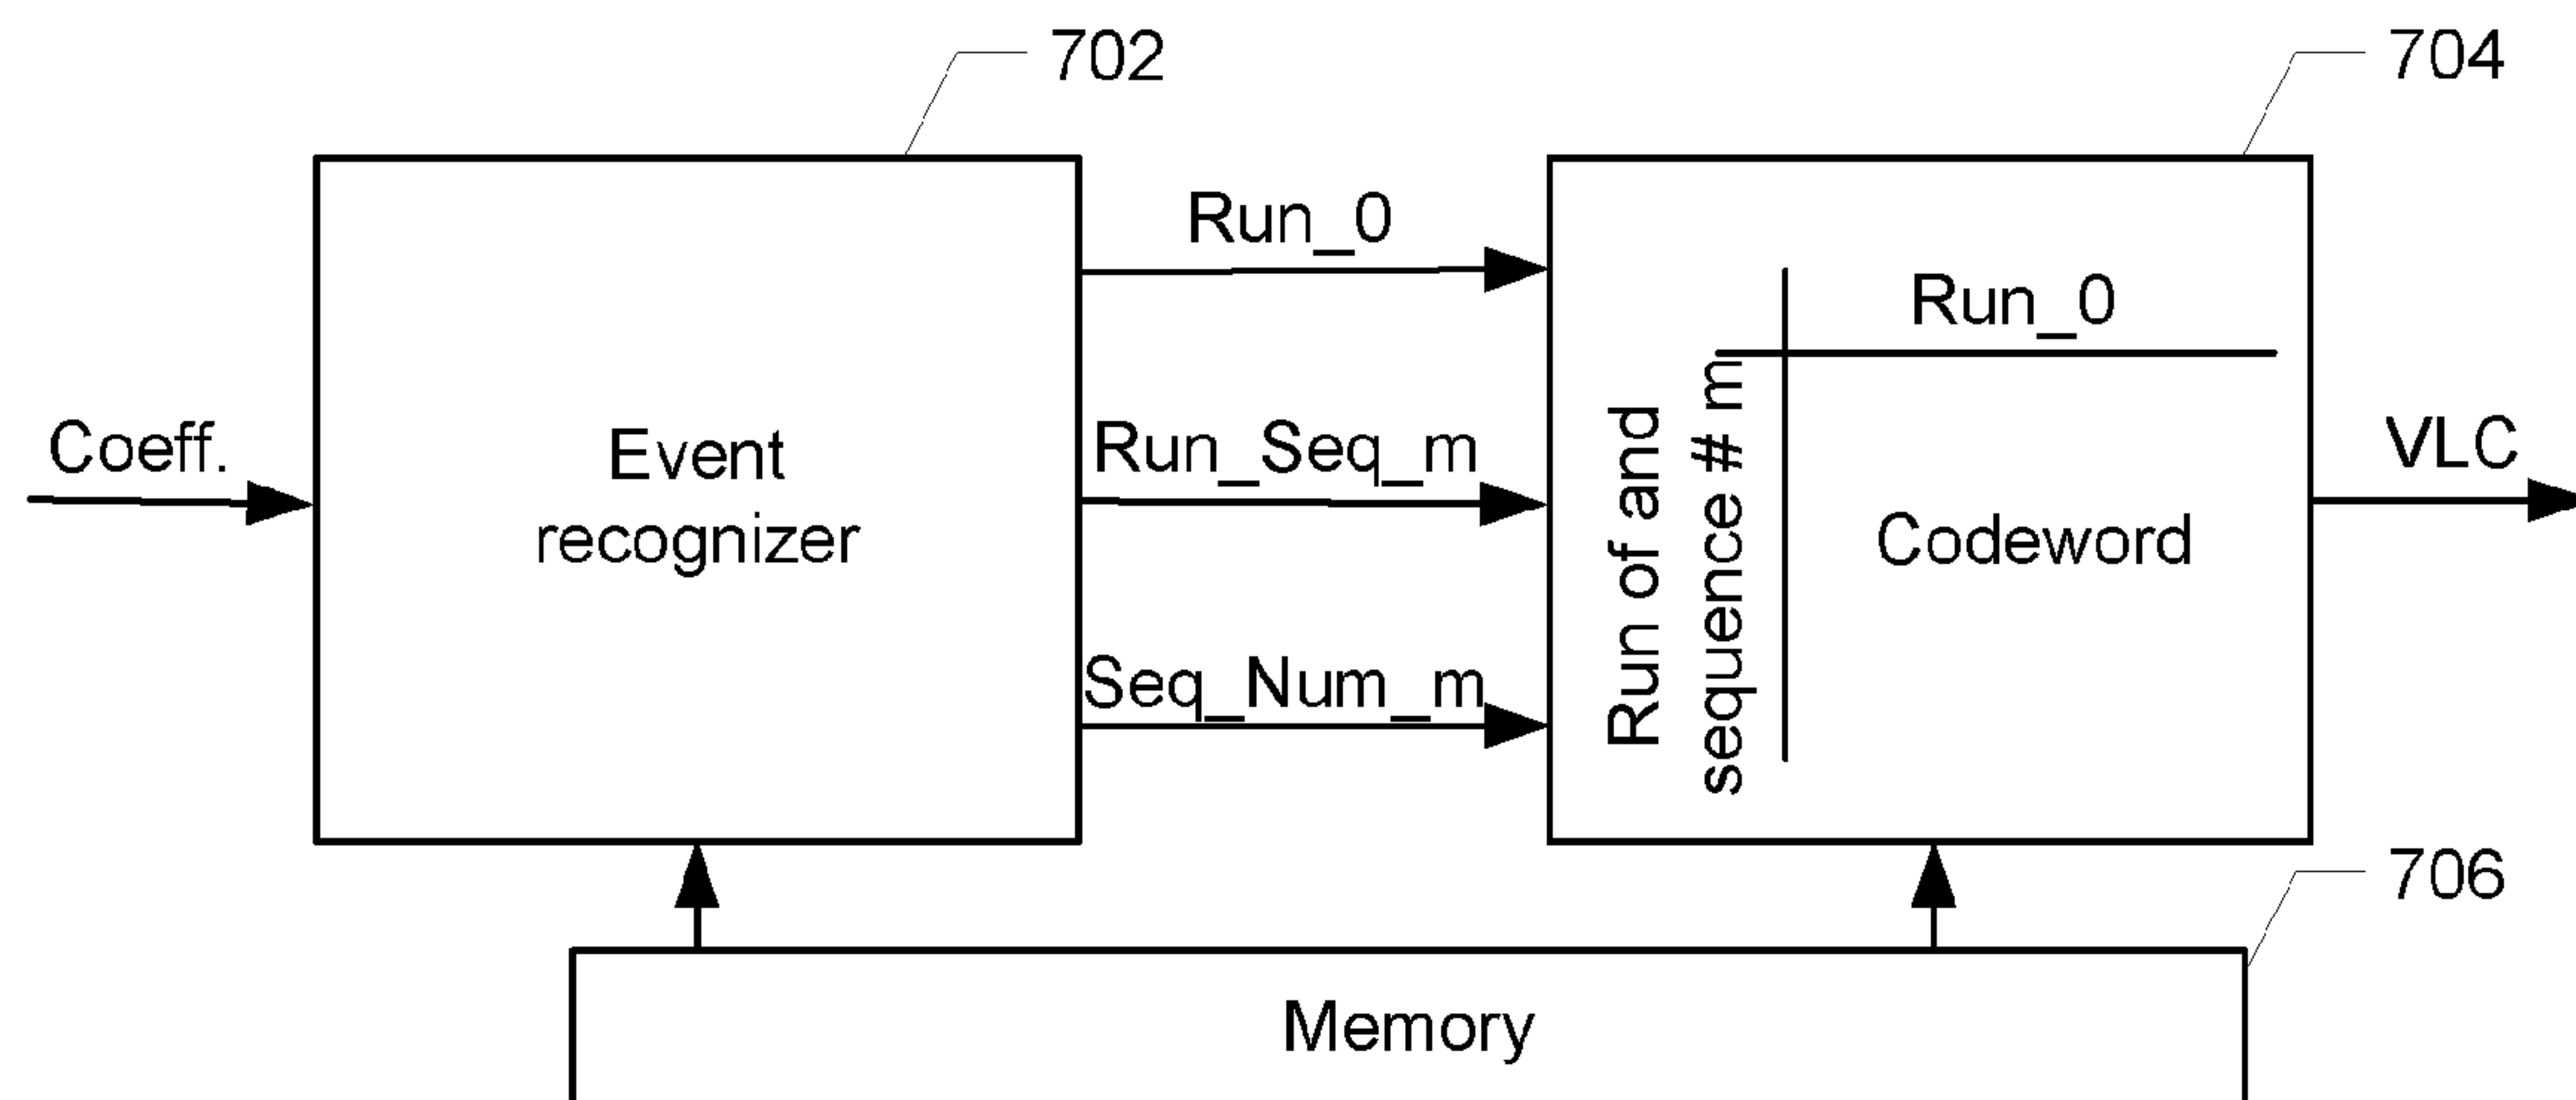 702
704
Run_0
Run_0
Coeff.
Event
recognizer
Run_Seq_m
Seq_Num_m
Run of and
sequence # m
Codeword
VLC
706
Memory